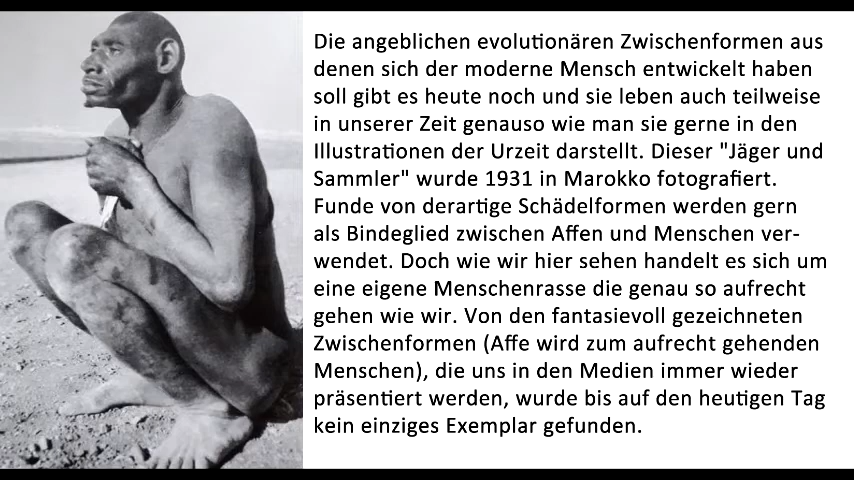 Die angeblichen evolutionären Zwischenformen aus
denen sich der moderne Mensch entwickelt haben
soll gibt es heute noch und sie leben auch teilweise
in unserer Zeit genauso wie man sie gerne in den
Illustrationen der Urzeit darstellt. Dieser "Jäger und
Sammler" wurde 1931 in Marokko fotografiert.
Funde von derartige Schädelformen werden gern
als Bindeglied zwischen Affen und Menschen ver-
wendet. Doch wie wir hier sehen handelt es sich um
eine eigene Menschenrasse die genau so aufrecht
gehen wie wir. Von den fantasievoll gezeichneten
Zwischenformen (Affe wird zum aufrecht gehenden
Menschen), die uns in den Medien immer wieder
präsentiert werden, wurde bis auf den heutigen Tag
kein einziges Exemplar gefunden.